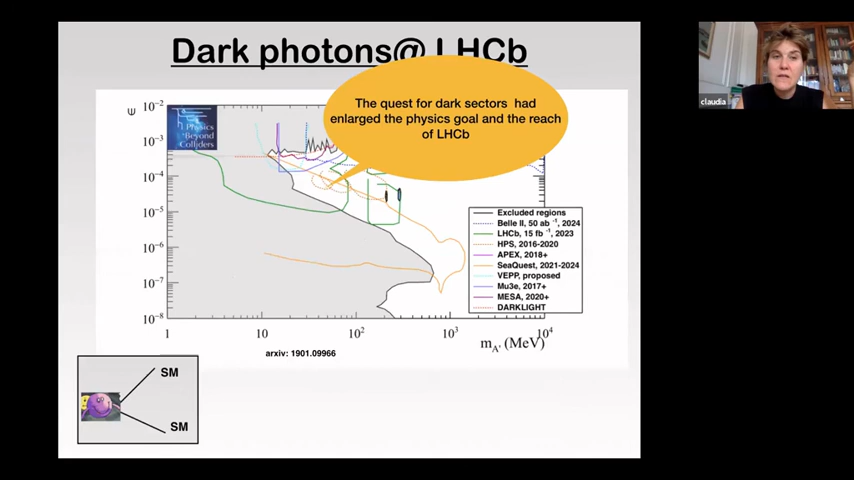 Dark photons@ LHCb
The quest for dark sectors had
enlarged the physics goal and the reach
of LHCb
Physics
Beyond
Colliders
ε
10⁻²
10⁻³
10⁻⁴
10⁻⁵
10⁻⁶
10⁻⁷
10⁻⁸
1
10
10²
10³
10⁴
m_A' (MeV)
Excluded regions
Belle II, 50 ab⁻¹, 2024
LHCb, 15 fb⁻¹, 2023
HPS, 2016-2020
APEX, 2018+
SeaQuest, 2021-2024
VEPP, proposed
Mu3e, 2017+
MESA, 2020+
DARKLIGHT
arxiv: 1901.09966
SM
SM
claudia